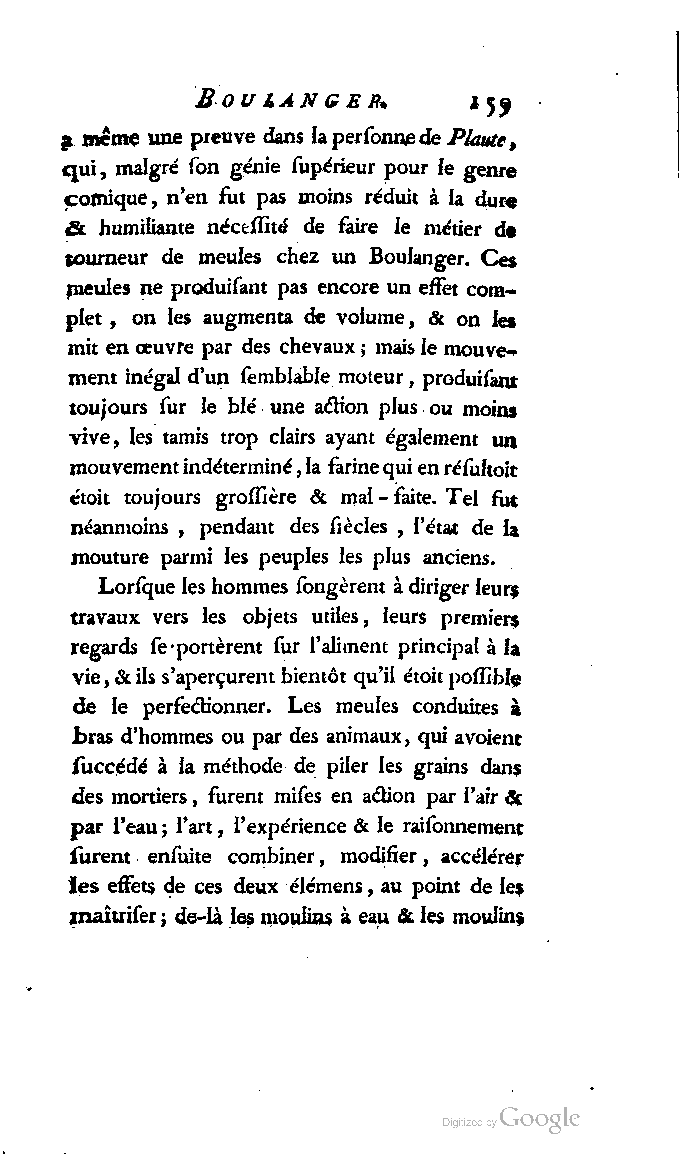 BOULANGER. 159
a même une preuve dans la perſonne de Plaute,
qui, malgré ſon génie ſupérieur pour le genre
comique, n'en fut pas moins réduit à la dure
& humiliante néceſſité de faire le métier de
tourneur de meules chez un Boulanger. Ces
meules ne produiſant pas encore un effet com-
plet, on les augmenta de volume, & on les
mit en œuvre par des chevaux; mais le mouve-
ment inégal d'un ſemblable moteur, produiſant
toujours ſur le blé une action plus ou moins
vive, les tamis trop clairs ayant également un
mouvement indéterminé, la farine qui en réſultoit
étoit toujours groſſière & mal-faite. Tel fut
néanmoins, pendant des ſiècles, l'état de la
mouture parmi les peuples les plus anciens.
Lorſque les hommes ſongèrent à diriger leurs
travaux vers les objets utiles, leurs premiers
regards ſe portèrent ſur l'aliment principal à la
vie, & ils s'aperçurent bientôt qu'il étoit poſſible
de le perfectionner. Les meules conduites à
bras d'hommes ou par des animaux, qui avoient
ſuccédé à la méthode de piler les grains dans
des mortiers, furent miſes en action par l'air &
par l'eau; l'art, l'expérience & le raiſonnement
ſurent enſuite combiner, modifier, accélérer
les effets de ces deux élémens, au point de les
maîtriſer; de-là les moulins à eau & les moulins
Digitized by Google